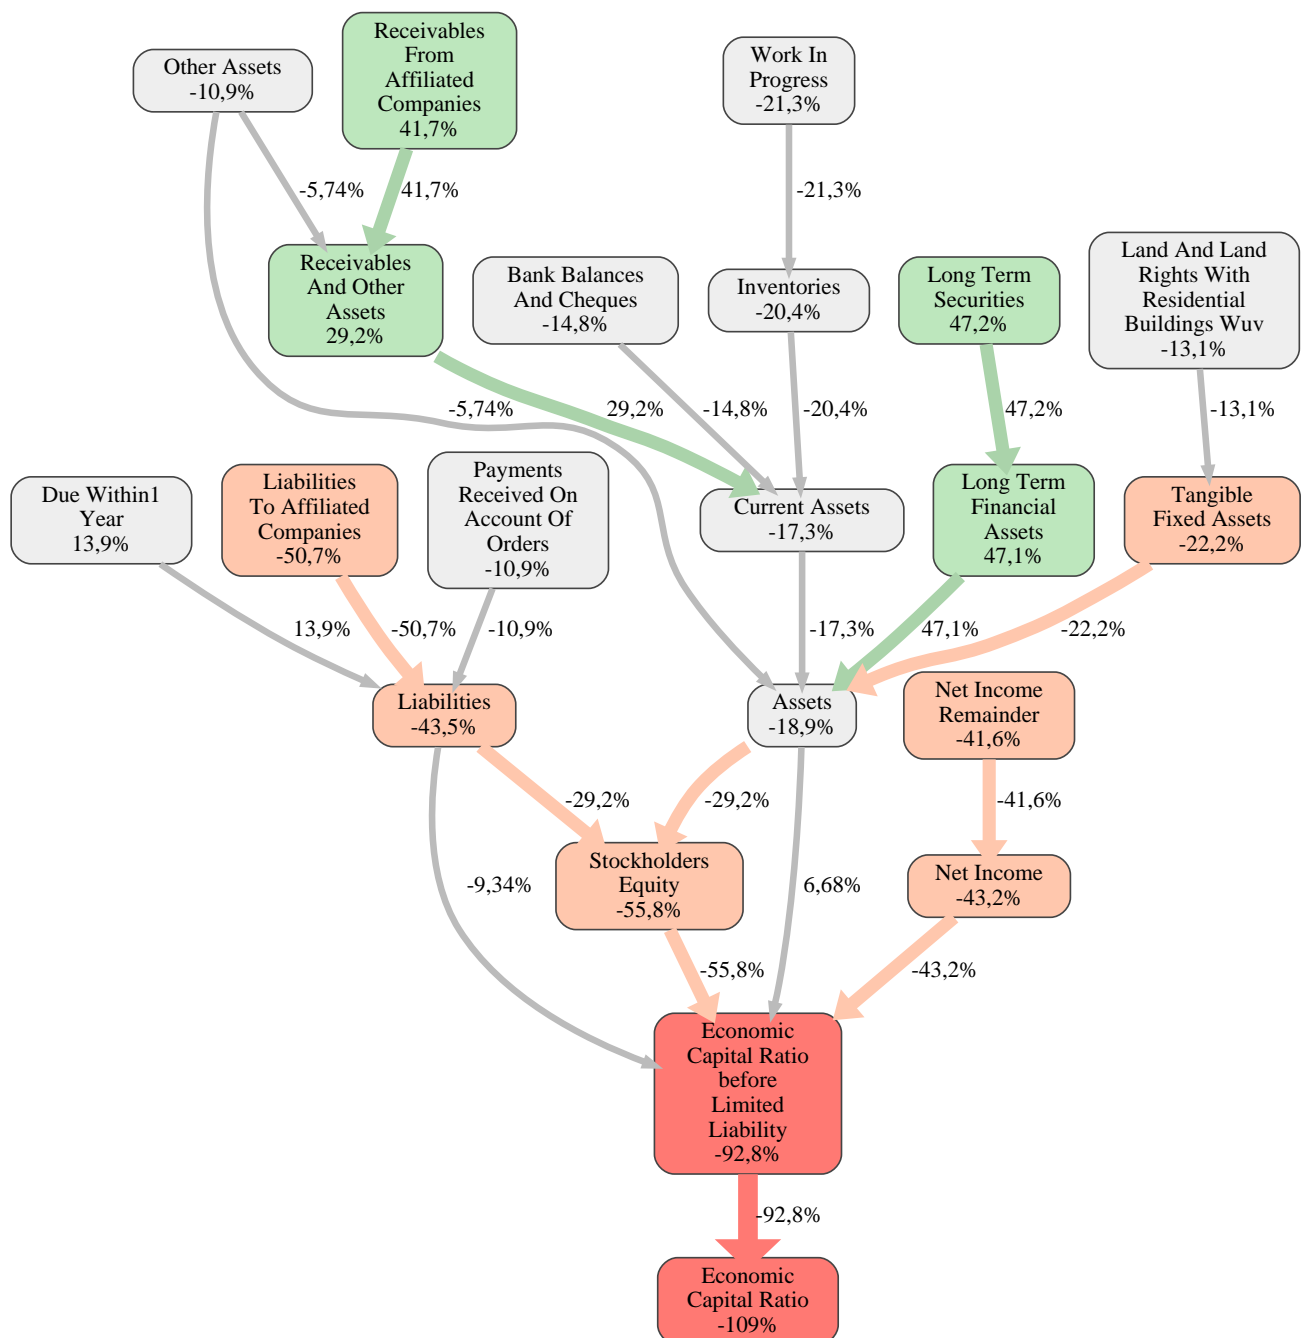 Receivables
From
Affiliated
Companies
41,7%
Other Assets
-10,9%
Work In
Progress
-21,3%
-5,74%
41,7%
-21,3%
Receivables
And Other
Assets
29,2%
Bank Balances
And Cheques
-14,8%
Inventories
-20,4%
Long Term
Securities
47,2%
Land And Land
Rights With
Residential
Buildings Wuv
-13,1%
-5,74%
29,2%
-14,8%
-20,4%
47,2%
-13,1%
Due Within1
Year
13,9%
Liabilities
To Affiliated
Companies
-50,7%
Payments
Received On
Account Of
Orders
-10,9%
Current Assets
-17,3%
Long Term
Financial
Assets
47,1%
Tangible
Fixed Assets
-22,2%
13,9%
-50,7%
-10,9%
-17,3%
47,1%
-22,2%
Liabilities
-43,5%
Assets
-18,9%
Net Income
Remainder
-41,6%
-29,2%
-29,2%
-41,6%
-9,34%
Stockholders
Equity
-55,8%
6,68%
Net Income
-43,2%
-55,8%
-43,2%
Economic
Capital Ratio
before
Limited
Liability
-92,8%
-92,8%
Economic
Capital Ratio
-109%